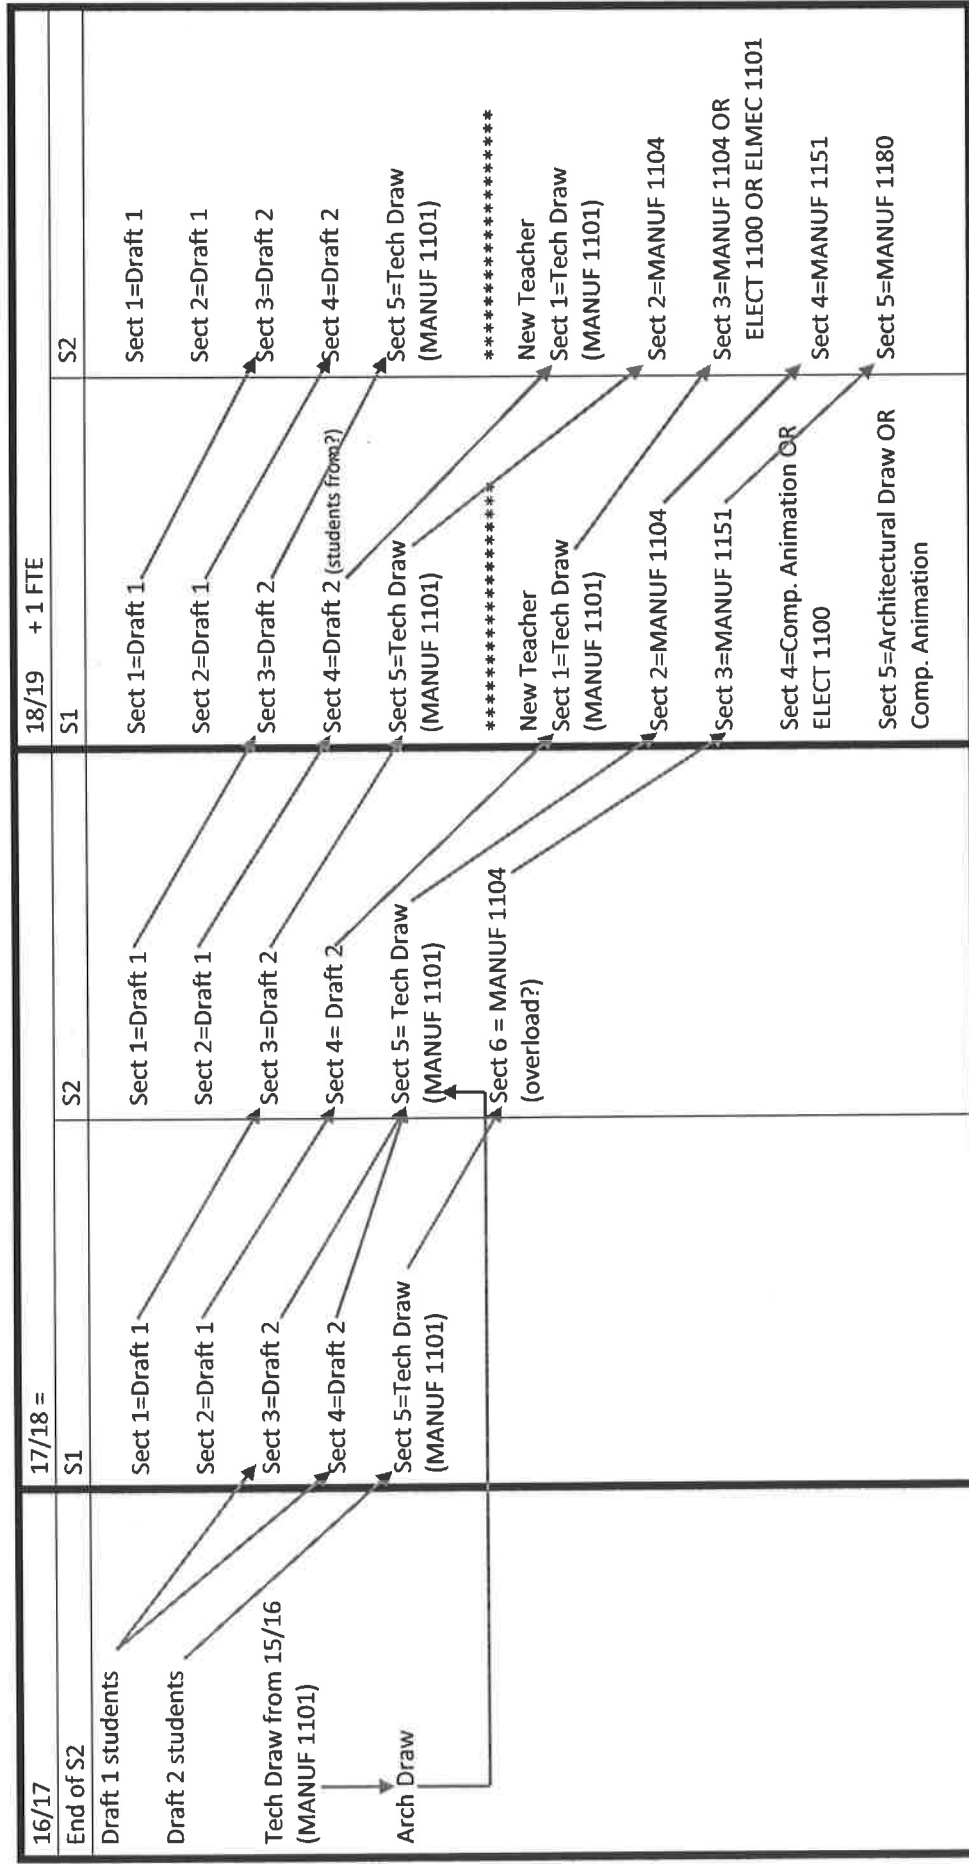 16/17
End of S2
Draft 1 students
Draft 2 students
Tech Draw from 15/16
(MANUF 1101)
Arch Draw
17/18 =
S1
Sect 1=Draft 1
Sect 2=Draft 1
Sect 3=Draft 2
Sect 4=Draft 2
Sect 5=Tech Draw
(MANUF 1101)
S2
Sect 1=Draft 1
Sect 2=Draft 1
Sect 3=Draft 2
Sect 4= Draft 2
Sect 5= Tech Draw
(MANUF 1101)
Sect 6 = MANUF 1104
(overload?)
18/19 + 1 FTE
S1
Sect 1=Draft 1
Sect 2=Draft 1
Sect 3=Draft 2
Sect 4=Draft 2 (students from?)
Sect 5=Tech Draw
(MANUF 1101)
*********************
New Teacher
Sect 1=Tech Draw
(MANUF 1101)
Sect 2=MANUF 1104
Sect 3=MANUF 1151
Sect 4=Comp. Animation OR
ELECT 1100
Sect 5=Architectural Draw OR
Comp. Animation
S2
Sect 1=Draft 1
Sect 2=Draft 1
Sect 3=Draft 2
Sect 4=Draft 2
Sect 5=Tech Draw
(MANUF 1101)
*********************
New Teacher
Sect 1=Tech Draw
(MANUF 1101)
Sect 2=MANUF 1104
Sect 3=MANUF 1104 OR
ELECT 1100 OR ELMEC 1101
Sect 4=MANUF 1151
Sect 5=MANUF 1180